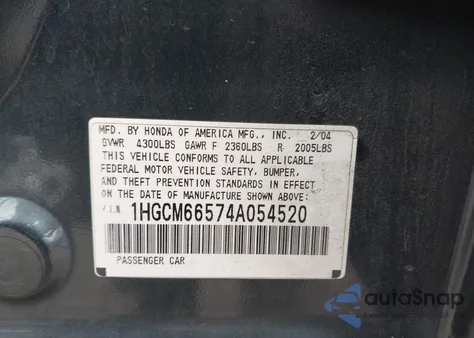 MFD. BY HONDA OF AMERICA MFG., INC. 2/04
GVWR 4300LBS GAWR F 2360LBS R 2005LBS
THIS VEHICLE CONFORMS TO ALL APPLICABLE
FEDERAL MOTOR VEHICLE SAFETY, BUMPER,
AND THEFT PREVENTION STANDARDS IN EFFECT
ON THE DATE OF MANUFACTURE SHOWN ABOVE.
V.I.N. 1HGCM66574A054520
PASSENGER CAR
autoSnap